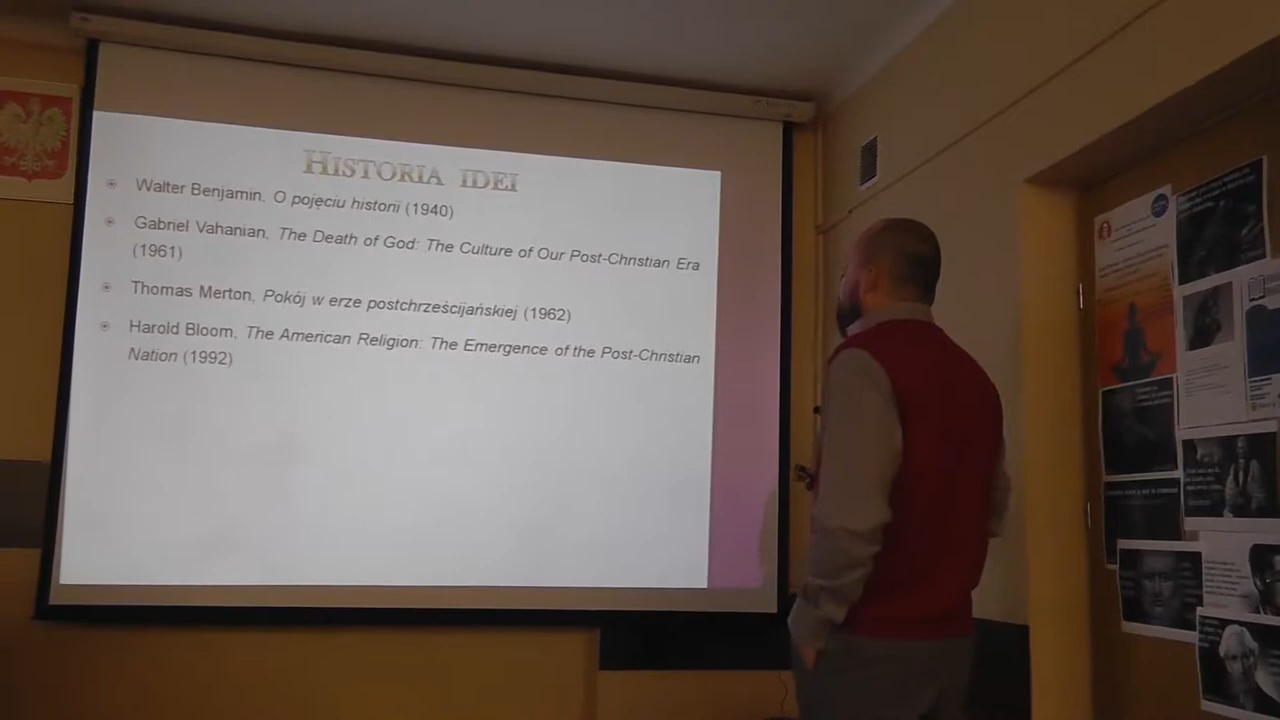 HISTORIA IDEI
Walter Benjamin, O pojęciu historii (1940)
Gabriel Vahanian, The Death of God: The Culture of Our Post-Christian Era
(1961)
Thomas Merton, Pokój w erze postchrześcijańskiej (1962)
Harold Bloom, The American Religion: The Emergence of the Post-Christian
Nation (1992)